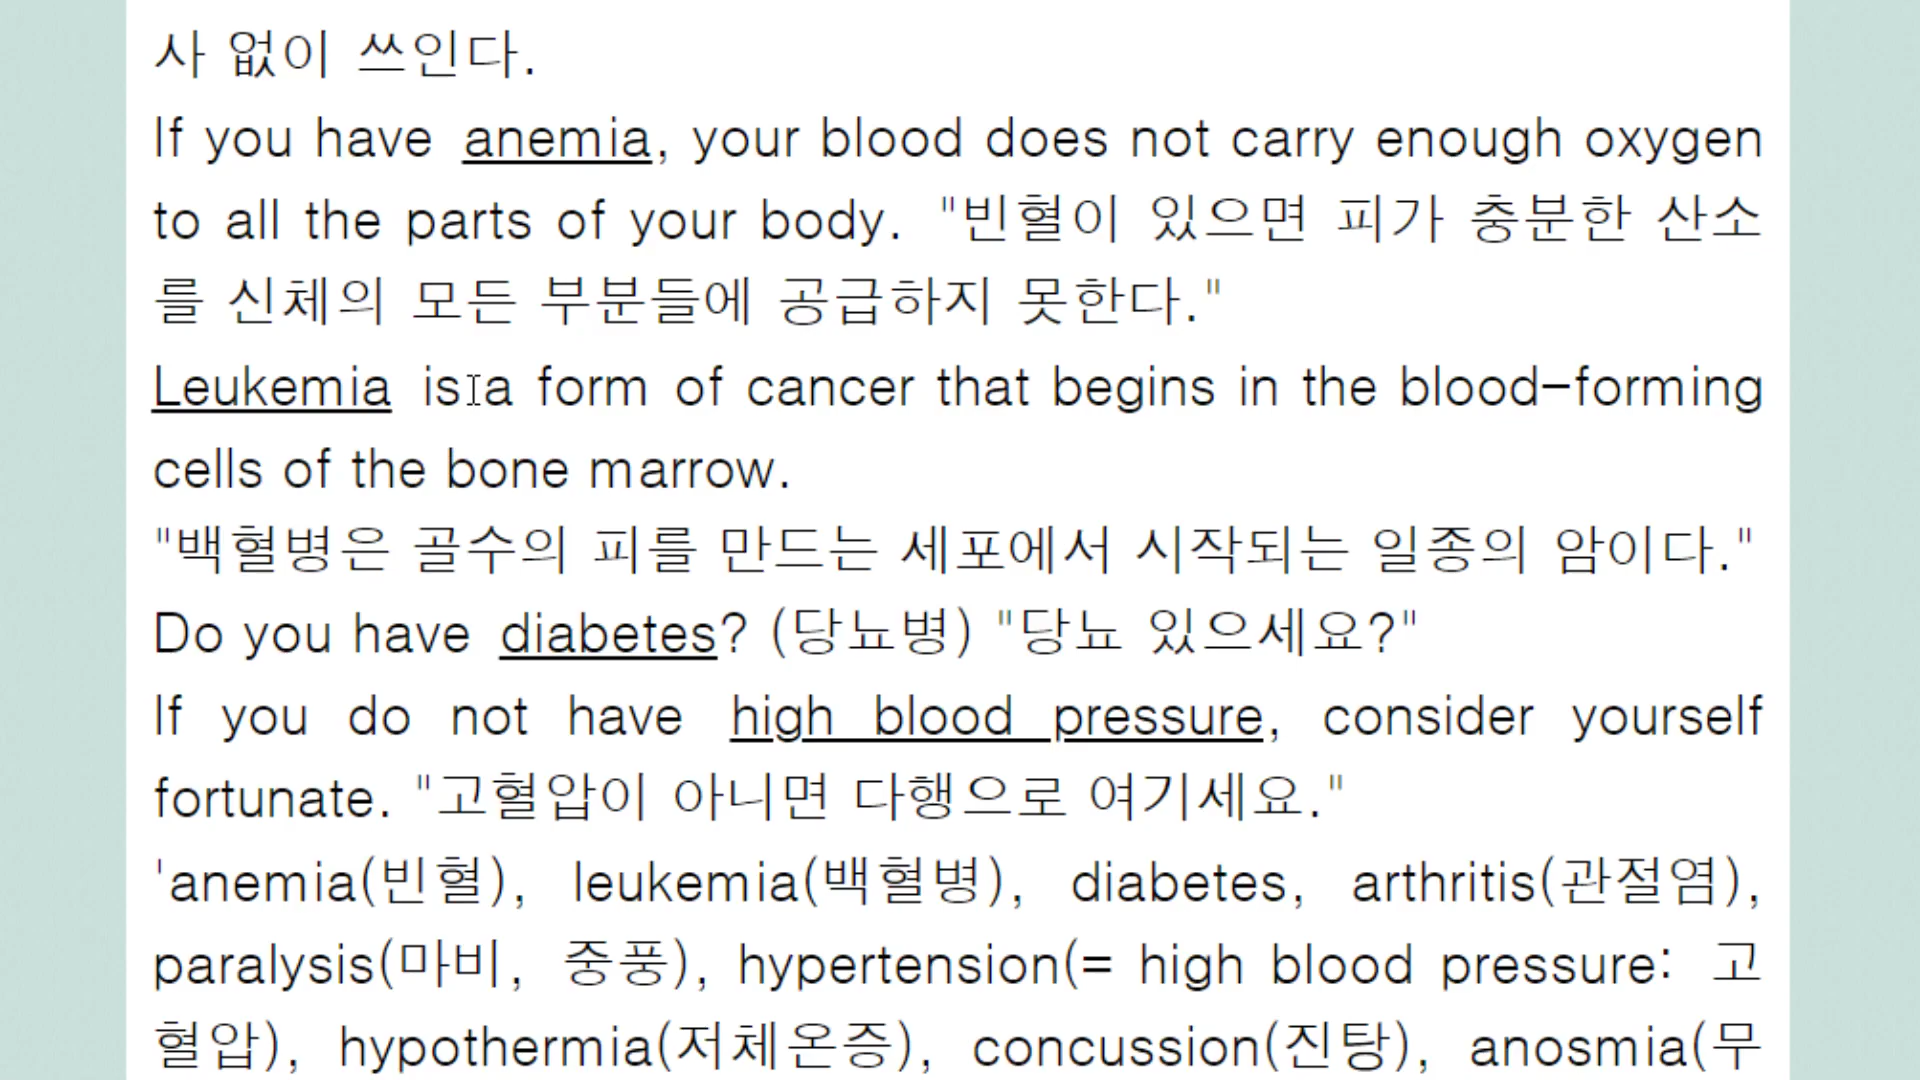 사 없이 쓰인다.
If you have anemia, your blood does not carry enough oxygen
to all the parts of your body. "빈혈이 있으면 피가 충분한 산소
를 신체의 모든 부분들에 공급하지 못한다."
Leukemia is a form of cancer that begins in the blood-forming
cells of the bone marrow.
"백혈병은 골수의 피를 만드는 세포에서 시작되는 일종의 암이다."
Do you have diabetes? (당뇨병) "당뇨 있으세요?"
If you do not have high blood pressure, consider yourself
fortunate. "고혈압이 아니면 다행으로 여기세요."
'anemia(빈혈), leukemia(백혈병), diabetes, arthritis(관절염),
paralysis(마비, 중풍), hypertension(= high blood pressure: 고
혈압), hypothermia(저체온증), concussion(진탕), anosmia(무